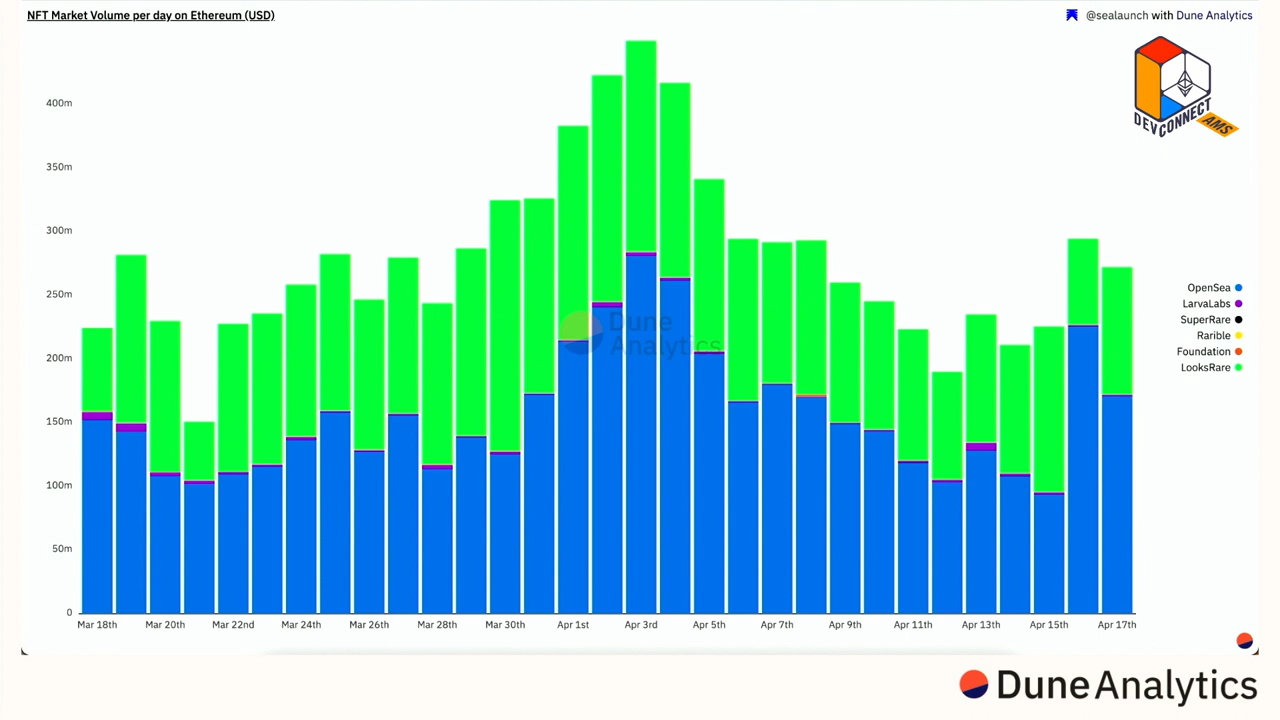 NFT Market Volume per day on Ethereum (USD)
@sealaunch with Dune Analytics
DEVCONNECT
AMS
400m
350m
300m
250m
200m
150m
100m
50m
0
Dune
Analytics
OpenSea
LarvaLabs
SuperRare
Rarible
Foundation
LooksRare
Mar 18th
Mar 20th
Mar 22nd
Mar 24th
Mar 26th
Mar 28th
Mar 30th
Apr 1st
Apr 3rd
Apr 5th
Apr 7th
Apr 9th
Apr 11th
Apr 13th
Apr 15th
Apr 17th
Dune Analytics